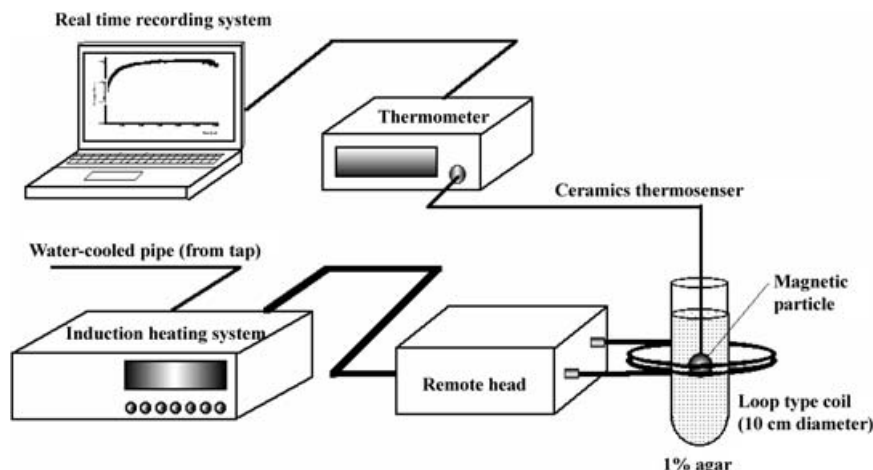 Real time recording system
Thermometer
Ceramics thermosenser
Water-cooled pipe (from tap)
Induction heating system
Remote head
Magnetic
particle
Loop type coil
(10 cm diameter)
1% agar